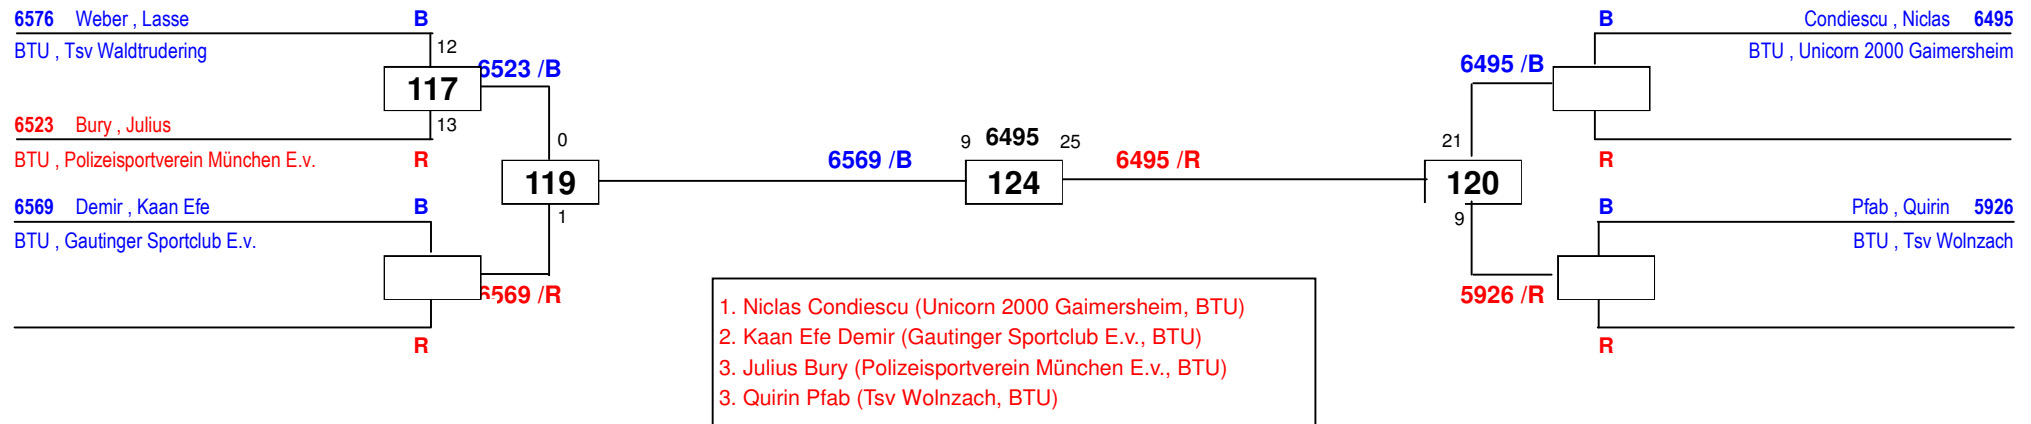 6576 Weber , Lasse B
BTU , Tsv Waldtrudering
12
6523 /B
117
13
6523 Bury , Julius
BTU , Polizeisportverein München E.v. R
0
119
1
6569 Demir , Kaan Efe B
BTU , Gautinger Sportclub E.v.
6569 /R
R
6569 /B
9 6495 25
124
6495 /R
21
120
9
B Condiescu , Niclas 6495
BTU , Unicorn 2000 Gaimersheim
6495 /B
R
B Pfab , Quirin 5926
BTU , Tsv Wolnzach
5926 /R
R
1. Niclas Condiescu (Unicorn 2000 Gaimersheim, BTU)
2. Kaan Efe Demir (Gautinger Sportclub E.v., BTU)
3. Julius Bury (Polizeisportverein München E.v., BTU)
3. Quirin Pfab (Tsv Wolnzach, BTU)